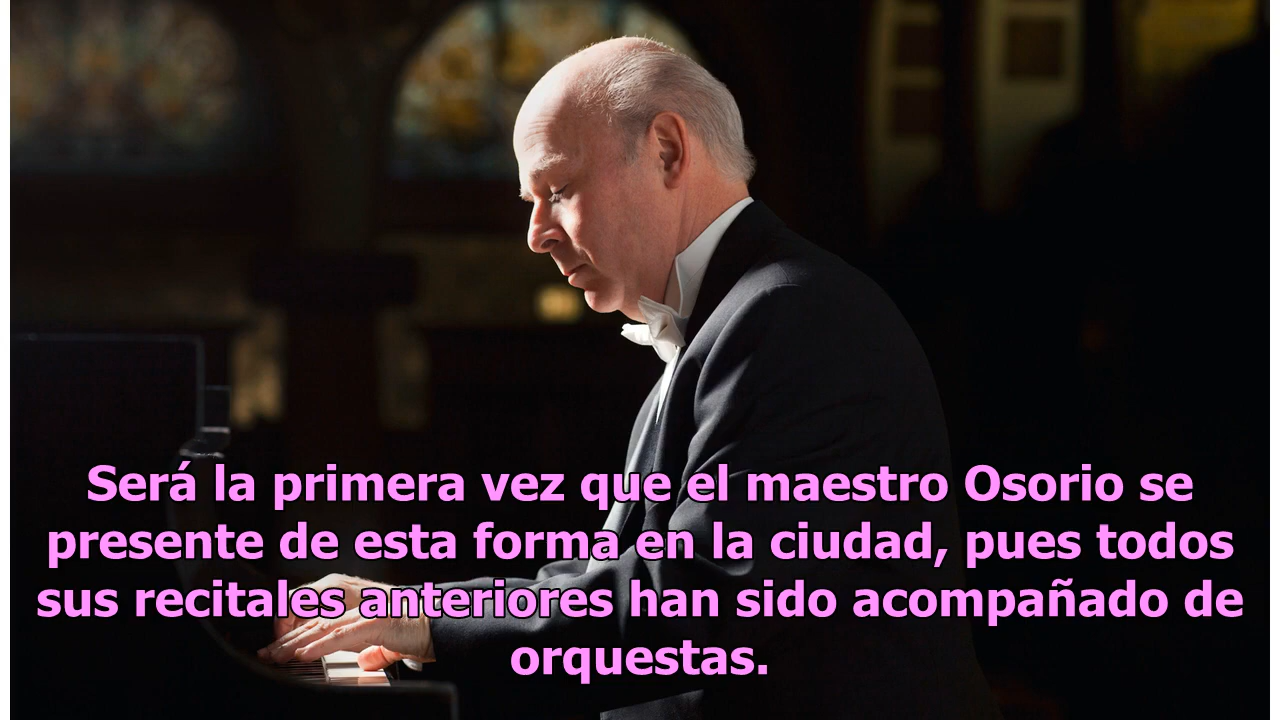 Será la primera vez que el maestro Osorio se
presente de esta forma en la ciudad, pues todos
sus recitales anteriores han sido acompañado de
orquestas.